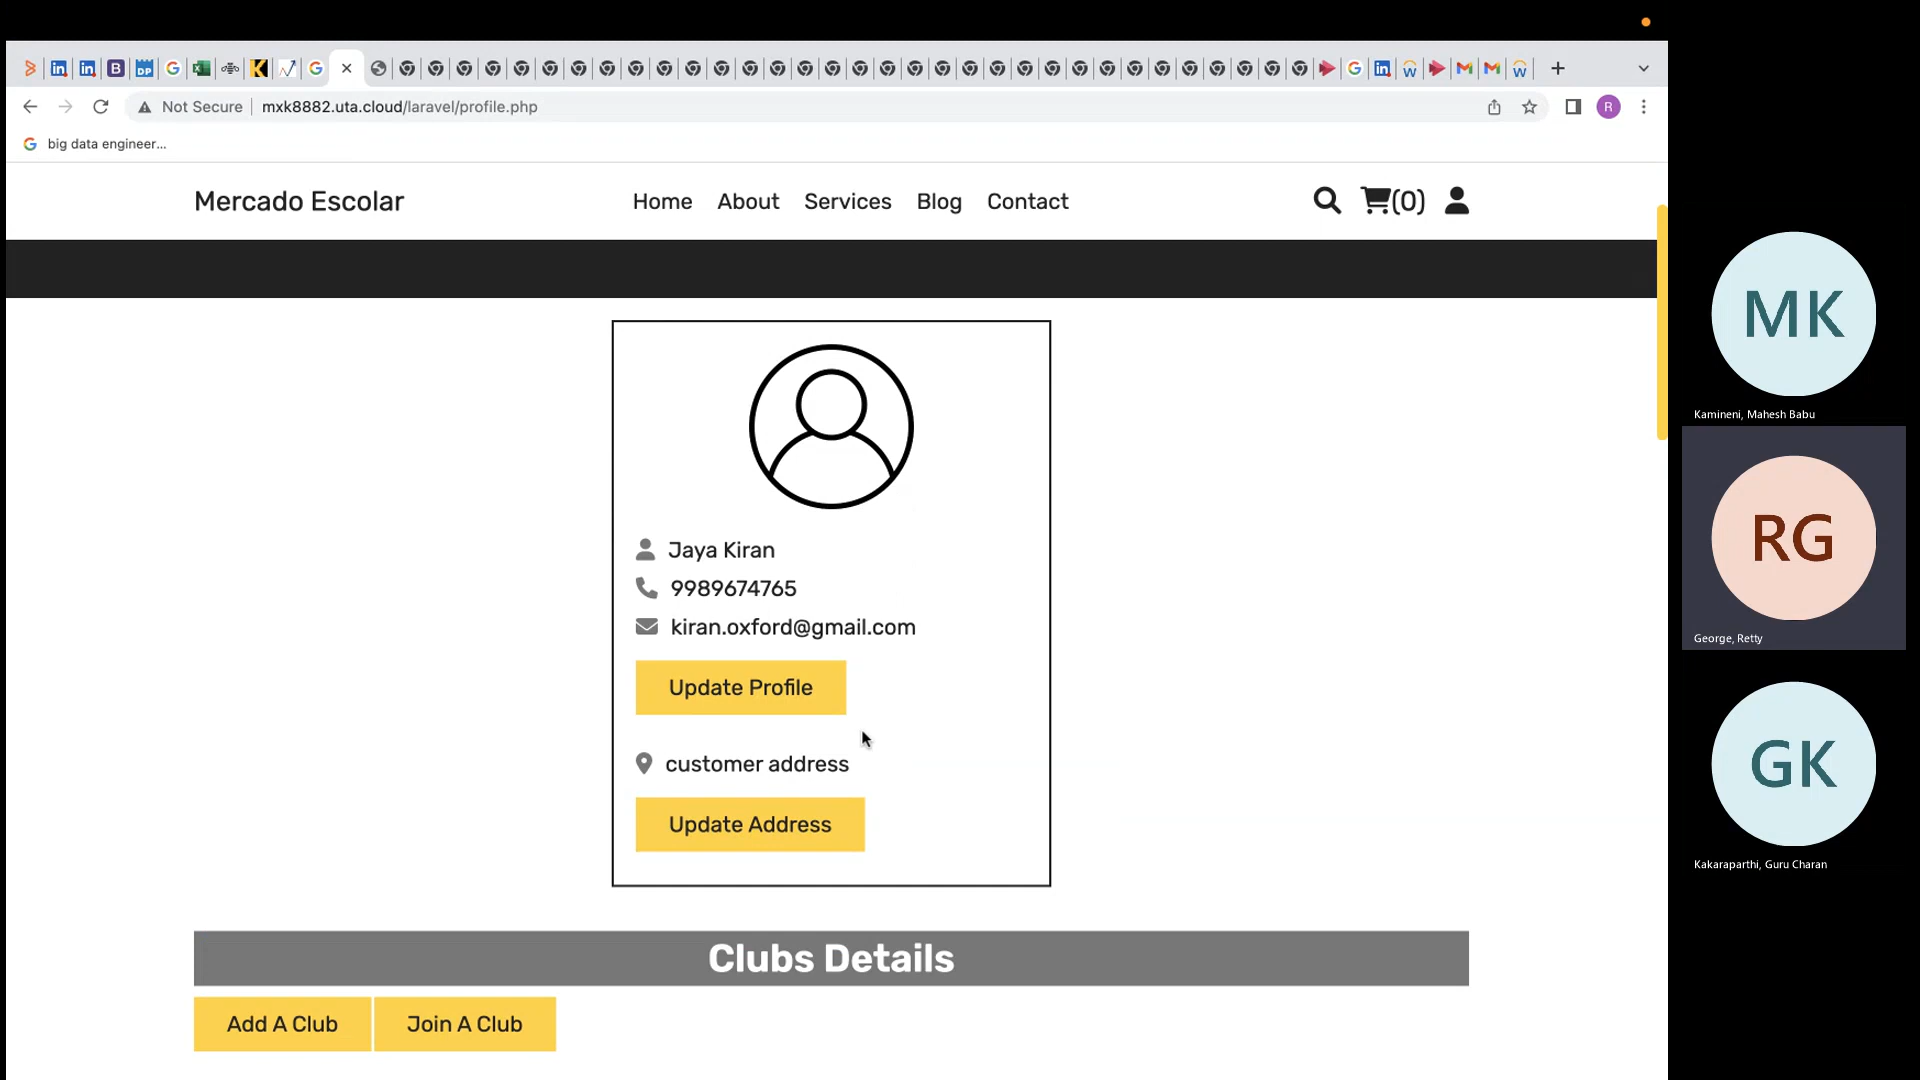 Not Secure
mxk8882.uta.cloud/laravel/profile.php
R
big data engineer...
Mercado Escolar
Home
About
Services
Blog
Contact
(0)
Jaya Kiran
9989674765
kiran.oxford@gmail.com
Update Profile
customer address
Update Address
Clubs Details
Add A Club
Join A Club
MK
Kamineni, Mahesh Babu
RG
George, Retty
GK
Kakaraparthi, Guru Charan